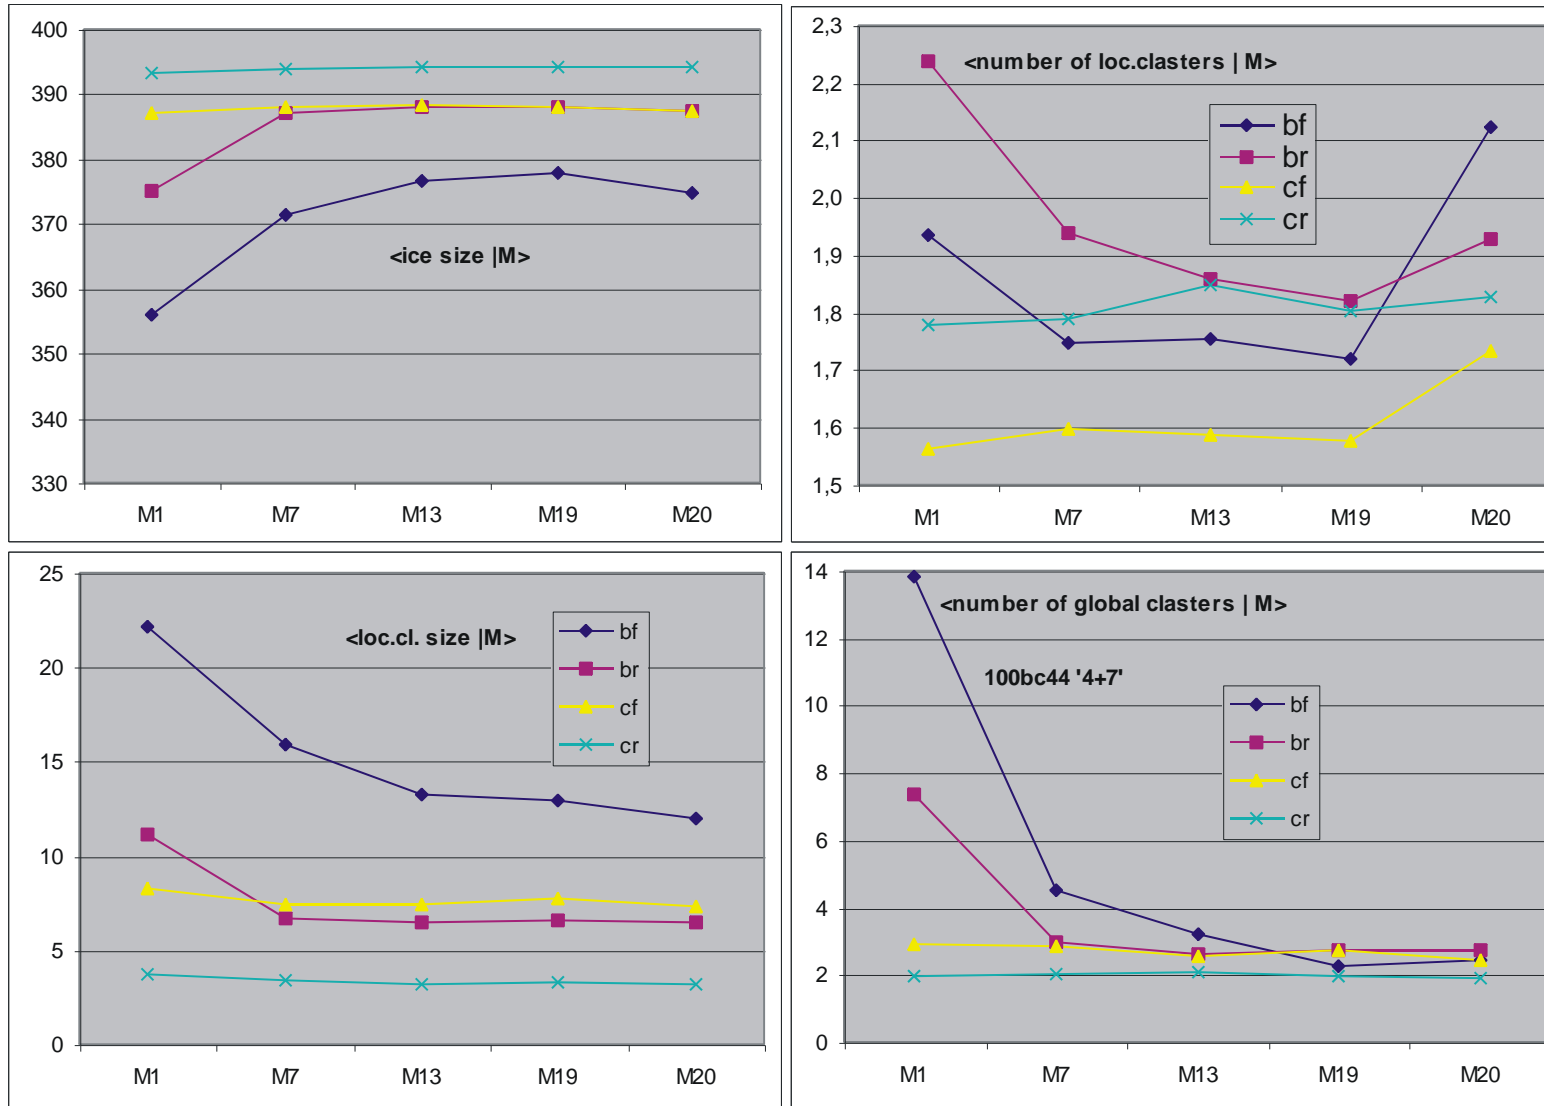 400
390
380
370
360
350
340
330
<ice size |M>
M1 M7 M13 M19 M20
2,3
2,2
2,1
2,0
1,9
1,8
1,7
1,6
1,5
<number of loc.clasters | M>
bf
br
cf
cr
M1 M7 M13 M19 M20
25
20
15
10
5
0
<loc.cl. size |M>
bf
br
cf
cr
M1 M7 M13 M19 M20
14
12
10
8
6
4
2
0
<number of global clasters | M>
100bc44 '4+7'
bf
br
cf
cr
M1 M7 M13 M19 M20